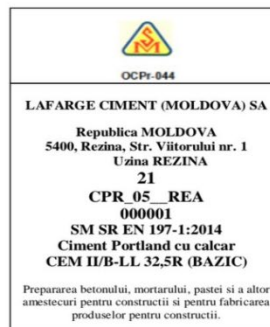 SM
OCPr-044
LAFARGE CIMENT (MOLDOVA) SA
Republica MOLDOVA
5400, Rezina, Str. Viitorului nr. 1
Uzina REZINA
21
CPR_05__REA
000001
SM SR EN 197-1:2014
Ciment Portland cu calcar
CEM II/B-LL 32,5R (BAZIC)
Prepararea betonului, mortarului, pastei si a altor
amestecuri pentru constructii si pentru fabricarea
produselor pentru constructii.